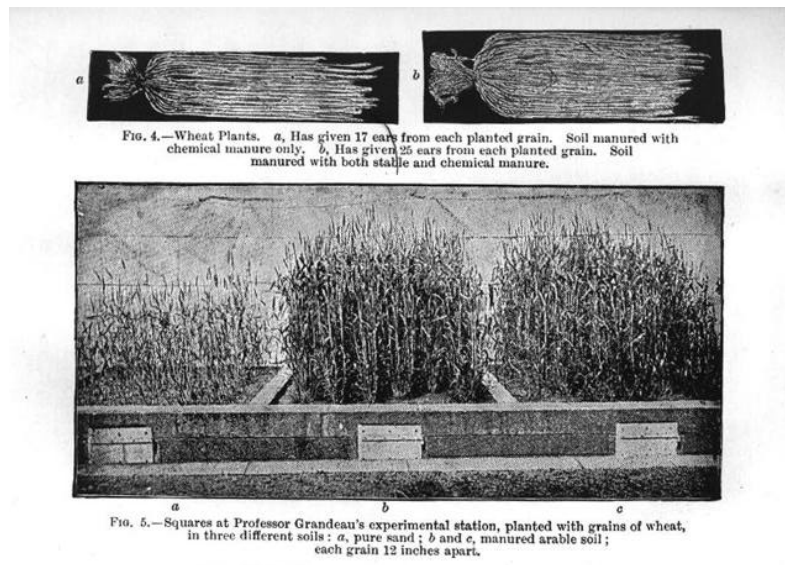 a
b
FIG. 4.—Wheat Plants. a, Has given 17 ears from each planted grain. Soil manured with
chemical manure only. b, Has given 25 ears from each planted grain. Soil
manured with both stable and chemical manure.
a
b
c
FIG. 5.—Squares at Professor Grandeau's experimental station, planted with grains of wheat,
in three different soils: a, pure sand; b and c, manured arable soil;
each grain 12 inches apart.